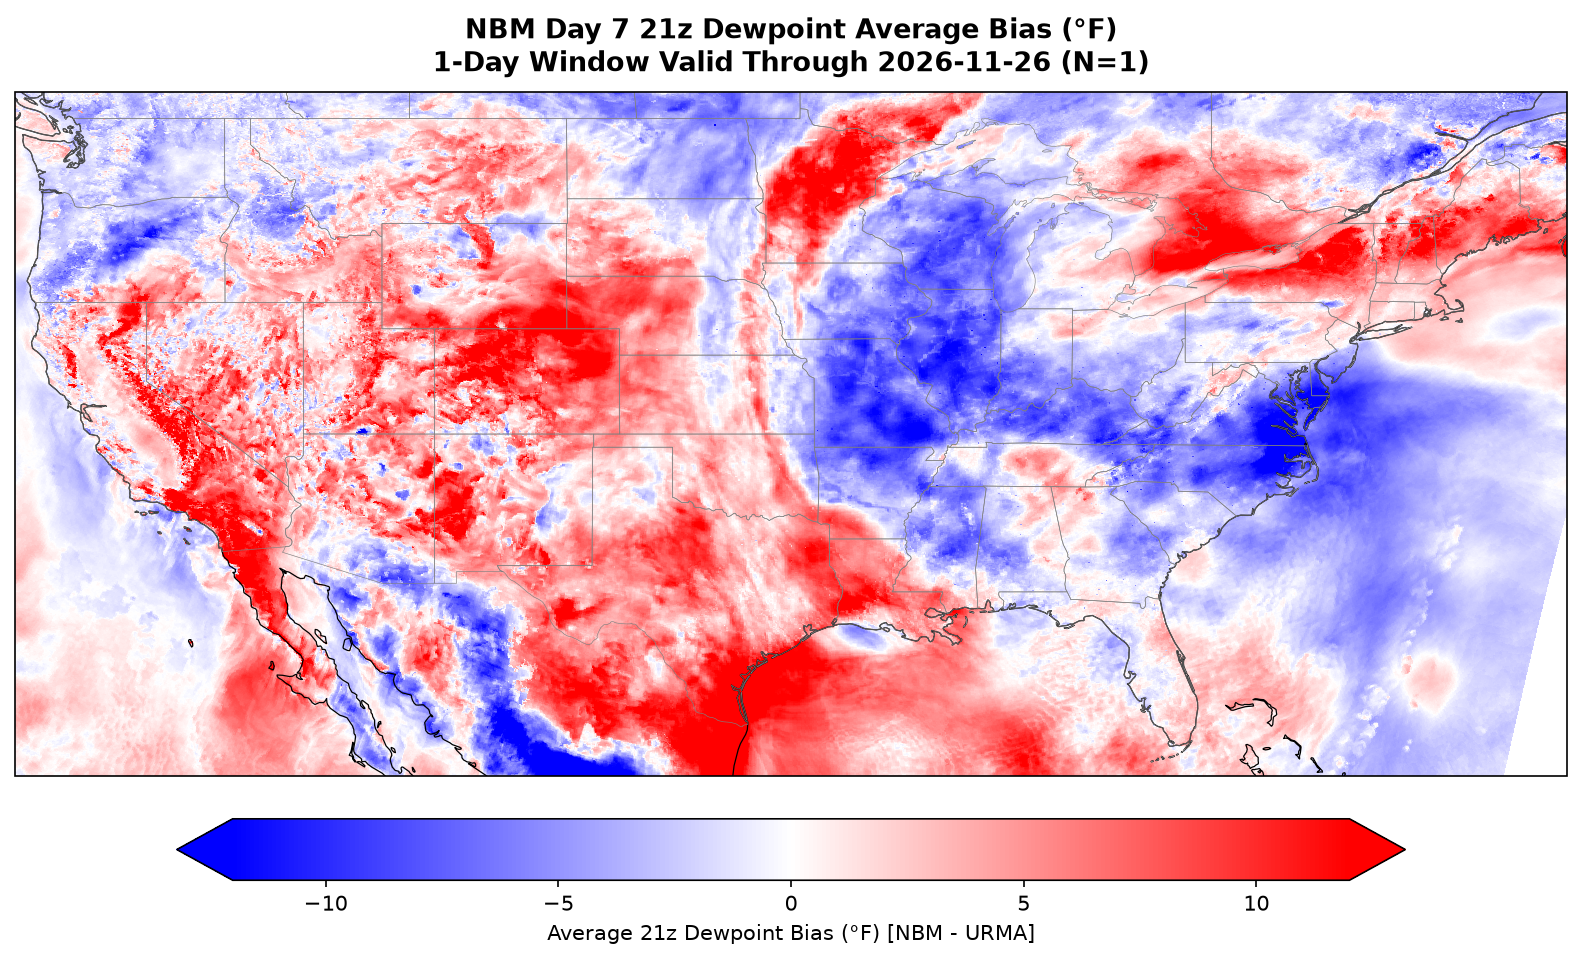 NBM Day 7 21z Dewpoint Average Bias (°F)
1-Day Window Valid Through 2026-11-26 (N=1)
−10 −5 0 5 10
Average 21z Dewpoint Bias (°F) [NBM - URMA]